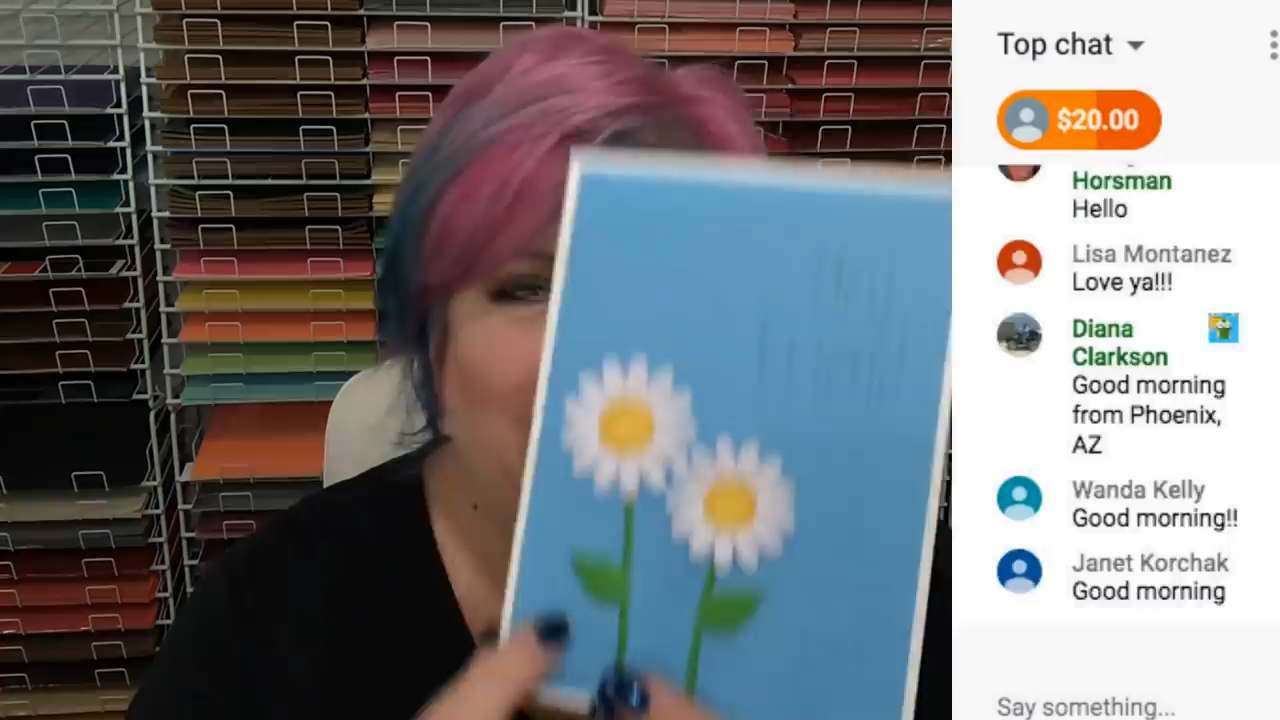 Top chat
$20.00
Horsman
Hello
Lisa Montanez
Love ya!!!
Diana
Clarkson
Good morning
from Phoenix,
AZ
Wanda Kelly
Good morning!!
Janet Korchak
Good morning
Say something...